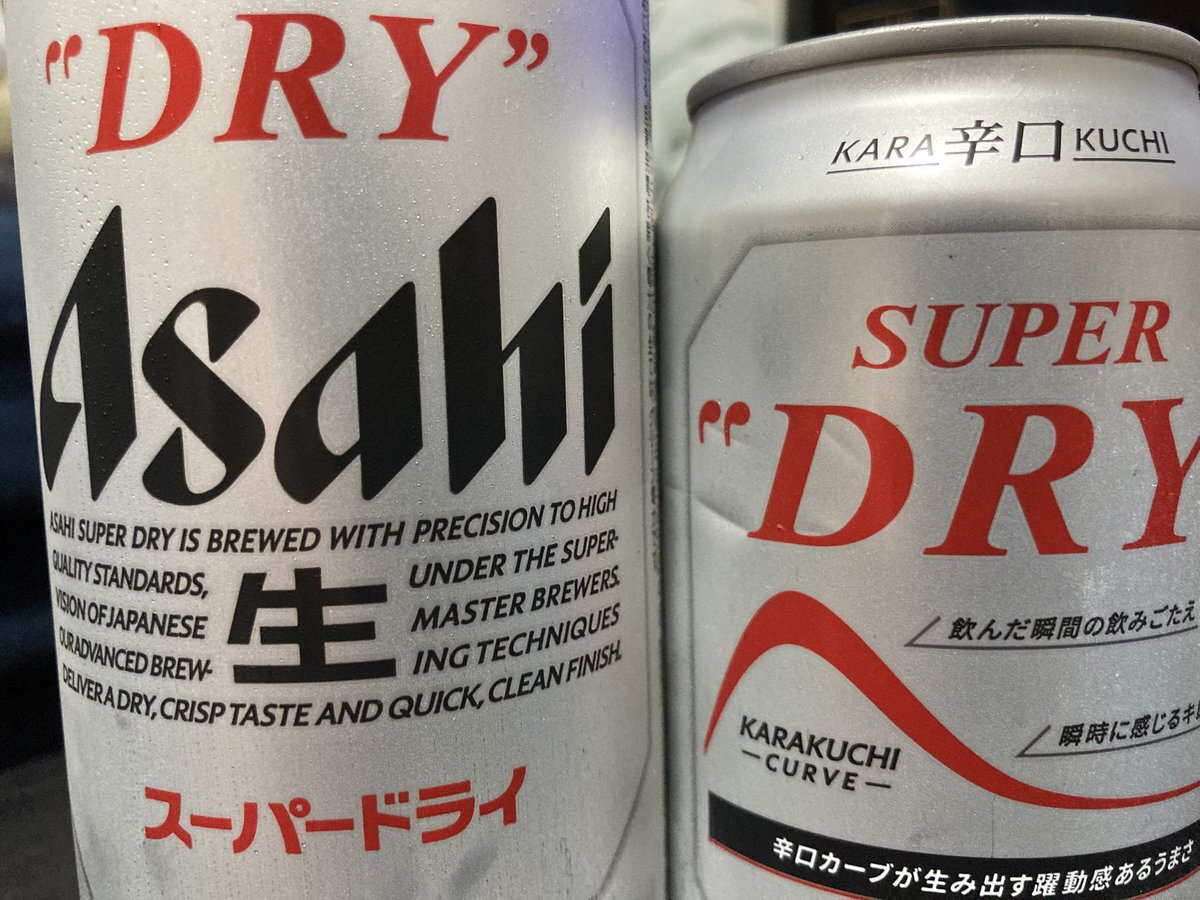 “DRY”
Asahi
ASAHI SUPER DRY IS BREWED WITH PRECISION TO HIGH
QUALITY STANDARDS, UNDER THE SUPER-
VISION OF JAPANESE MASTER BREWERS.
OUR ADVANCED BREW- ING TECHNIQUES
生
DELIVER A DRY, CRISP TASTE AND QUICK, CLEAN FINISH.
スーパードライ
KARA 辛口 KUCHI
SUPER
“DRY
飲んだ瞬間の飲みごたえ
瞬時に感じるキ
KARAKUCHI
CURVE
辛口カーブが生み出す躍動感あるうまさ